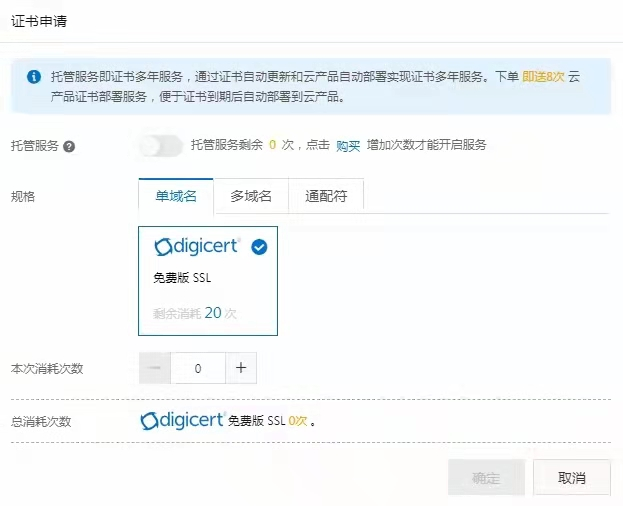 证书申请
托管服务即证书多年服务，通过证书自动更新和云产品自动部署实现证书多年服务。下单 即送8次 云
产品证书部署服务，便于证书到期后自动部署到云产品。
托管服务 托管服务剩余 0 次，点击 购买 增加次数才能开启服务
规格 单域名 多域名 通配符
digicert
免费版 SSL
剩余消耗 20 次
本次消耗次数 0
总消耗次数 digicert 免费版 SSL 0次 。
确定 取消